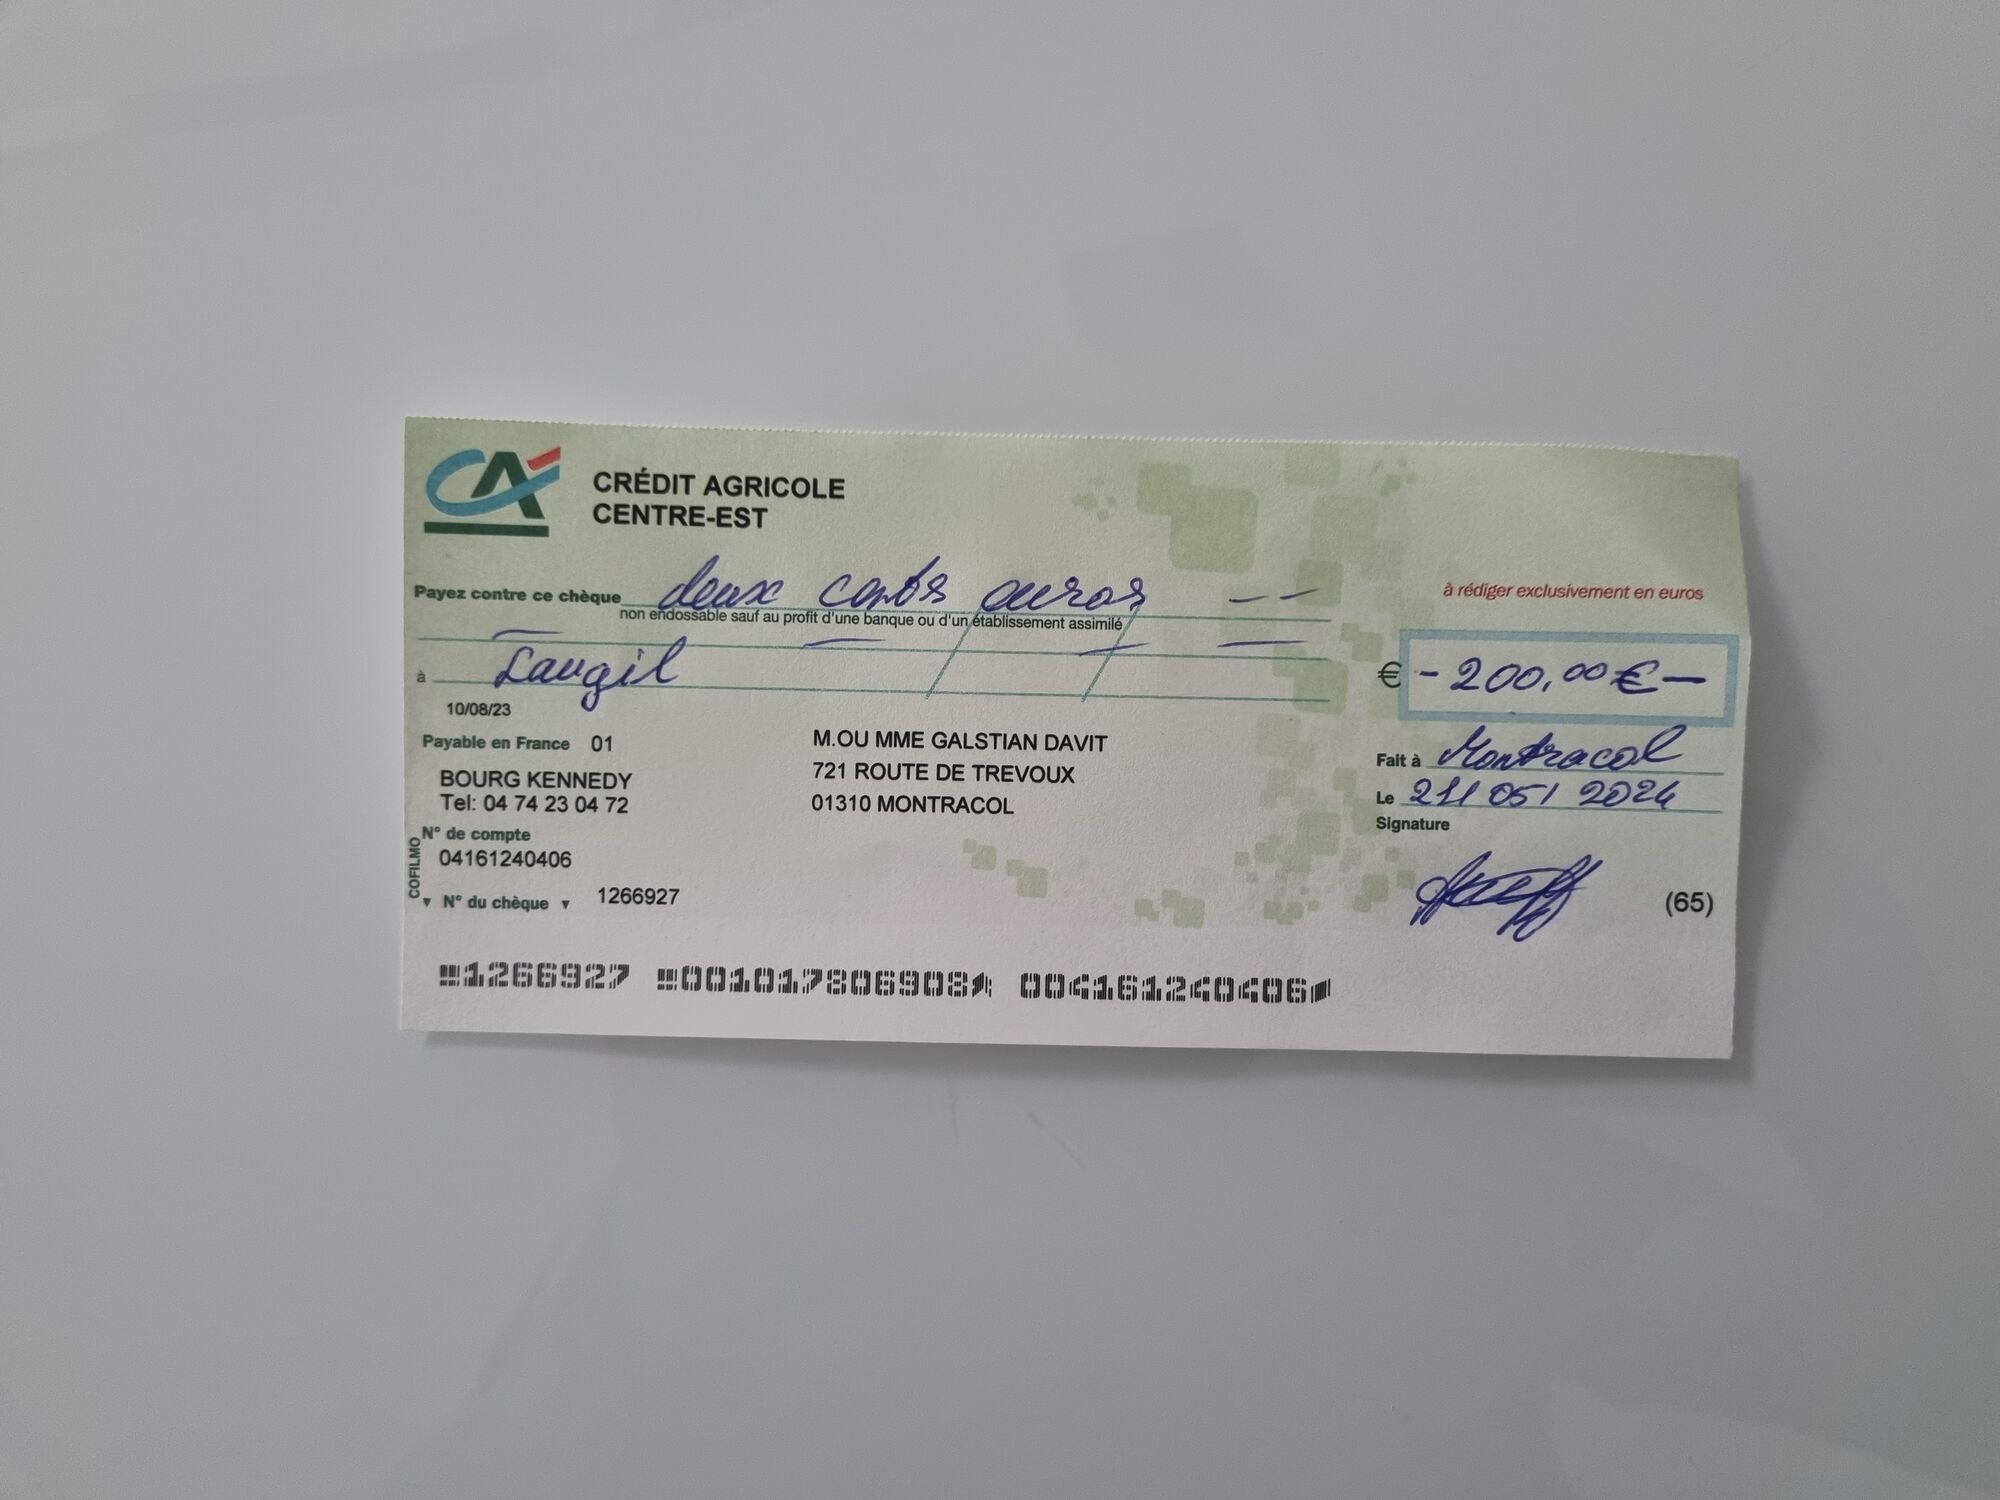 CA
CRÉDIT AGRICOLE
CENTRE-EST
Payez contre ce chèque deux cents euros --
non endossable sauf au profit d'une banque ou d'un établissement assimilé
à rédiger exclusivement en euros
à
€ - 200,00 € -
10/08/23
Payable en France 01
BOURG KENNEDY
Tel: 04 74 23 04 72
M.OU MME GALSTIAN DAVIT
721 ROUTE DE TREVOUX
01310 MONTRACOL
Fait à Montracol
Le 21/05/2024
Signature
COFILMO
N° de compte
04161240406
▼ N° du chèque ▼ 1266927
(65)
1266927 001017806908 004161240406